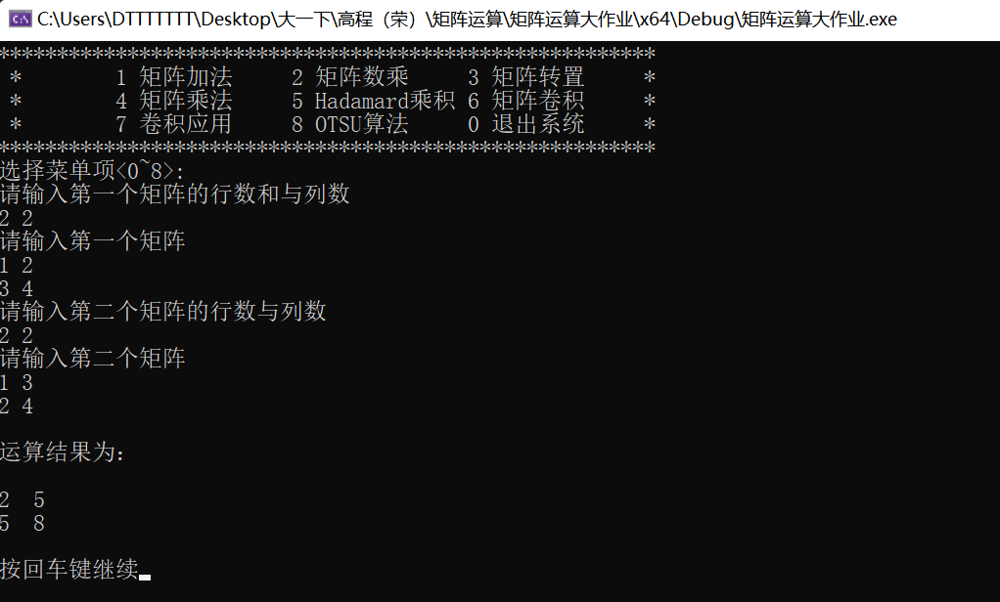 C:\Users\DTTTTTTT\Desktop\大一下\高程（荣）\矩阵运算\矩阵运算大作业\x64\Debug\矩阵运算大作业.exe
********************************************************
* 1 矩阵加法 2 矩阵数乘 3 矩阵转置 *
* 4 矩阵乘法 5 Hadamard乘积 6 矩阵卷积 *
* 7 卷积应用 8 OTSU算法 0 退出系统 *
********************************************************
选择菜单项<0~8>:
请输入第一个矩阵的行数和与列数
2 2
请输入第一个矩阵
1 2
3 4
请输入第二个矩阵的行数与列数
2 2
请输入第二个矩阵
1 3
2 4
运算结果为：
2 5
5 8
按回车键继续